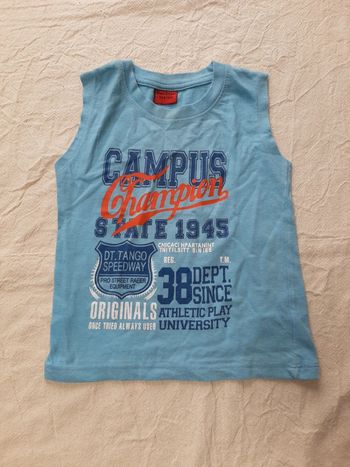 CAMPUS
Champion
STATE 1945
REG. T.M.
DT. TANGO
SPEEDWAY
PRO STREET RACER
EQUIPMENT
38 DEPT.
SINCE
ORIGINALS
ONCE TRIED ALWAYS USED
ATHLETIC PLAY
UNIVERSITY